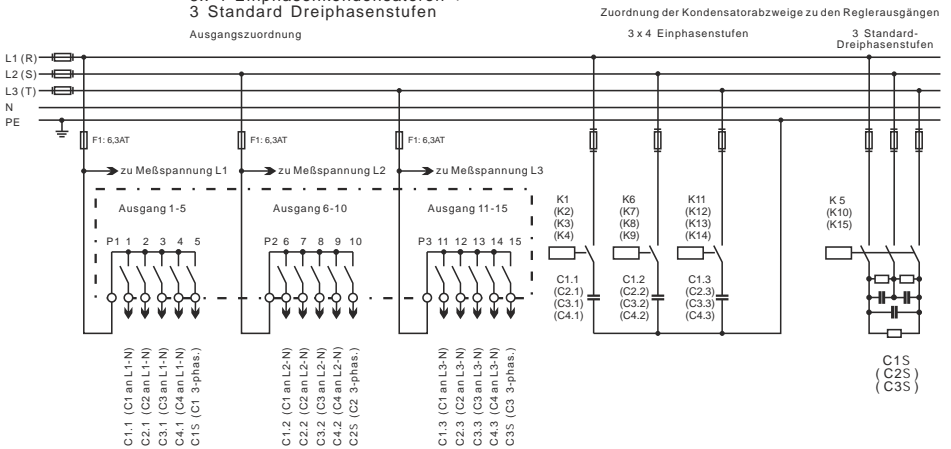 3 Standard Dreiphasenstufen
Ausgangszuordnung
Zuordnung der Kondensatorabzweige zu den Reglerausgängen
3 x 4 Einphasenstufen
3 Standard-
Dreiphasenstufen
L1 (R)
L2 (S)
L3 (T)
N
PE
F1: 6,3AT
F1: 6,3AT
F1: 6,3AT
zu Meßspannung L1
zu Meßspannung L2
zu Meßspannung L3
Ausgang 1-5
Ausgang 6-10
Ausgang 11-15
P1 1 2 3 4 5
P2 6 7 8 9 10
P3 11 12 13 14 15
C1.1 (C1 an L1-N)
C2.1 (C2 an L1-N)
C3.1 (C3 an L1-N)
C4.1 (C4 an L1-N)
C1S (C1 3-phas.)
C1.2 (C1 an L2-N)
C2.2 (C2 an L2-N)
C3.2 (C3 an L2-N)
C4.2 (C4 an L2-N)
C2S (C2 3-phas.)
C1.3 (C1 an L3-N)
C2.3 (C2 an L3-N)
C3.3 (C3 an L3-N)
C4.3 (C4 an L3-N)
C3S (C3 3-phas.)
K1
(K2)
(K3)
(K4)
C1.1
(C2.1)
(C3.1)
(C4.1)
K6
(K7)
(K8)
(K9)
C1.2
(C2.2)
(C3.2)
(C4.2)
K11
(K12)
(K13)
(K14)
C1.3
(C2.3)
(C3.3)
(C4.3)
K 5
(K10)
(K15)
C1S
(C2S)
(C3S)